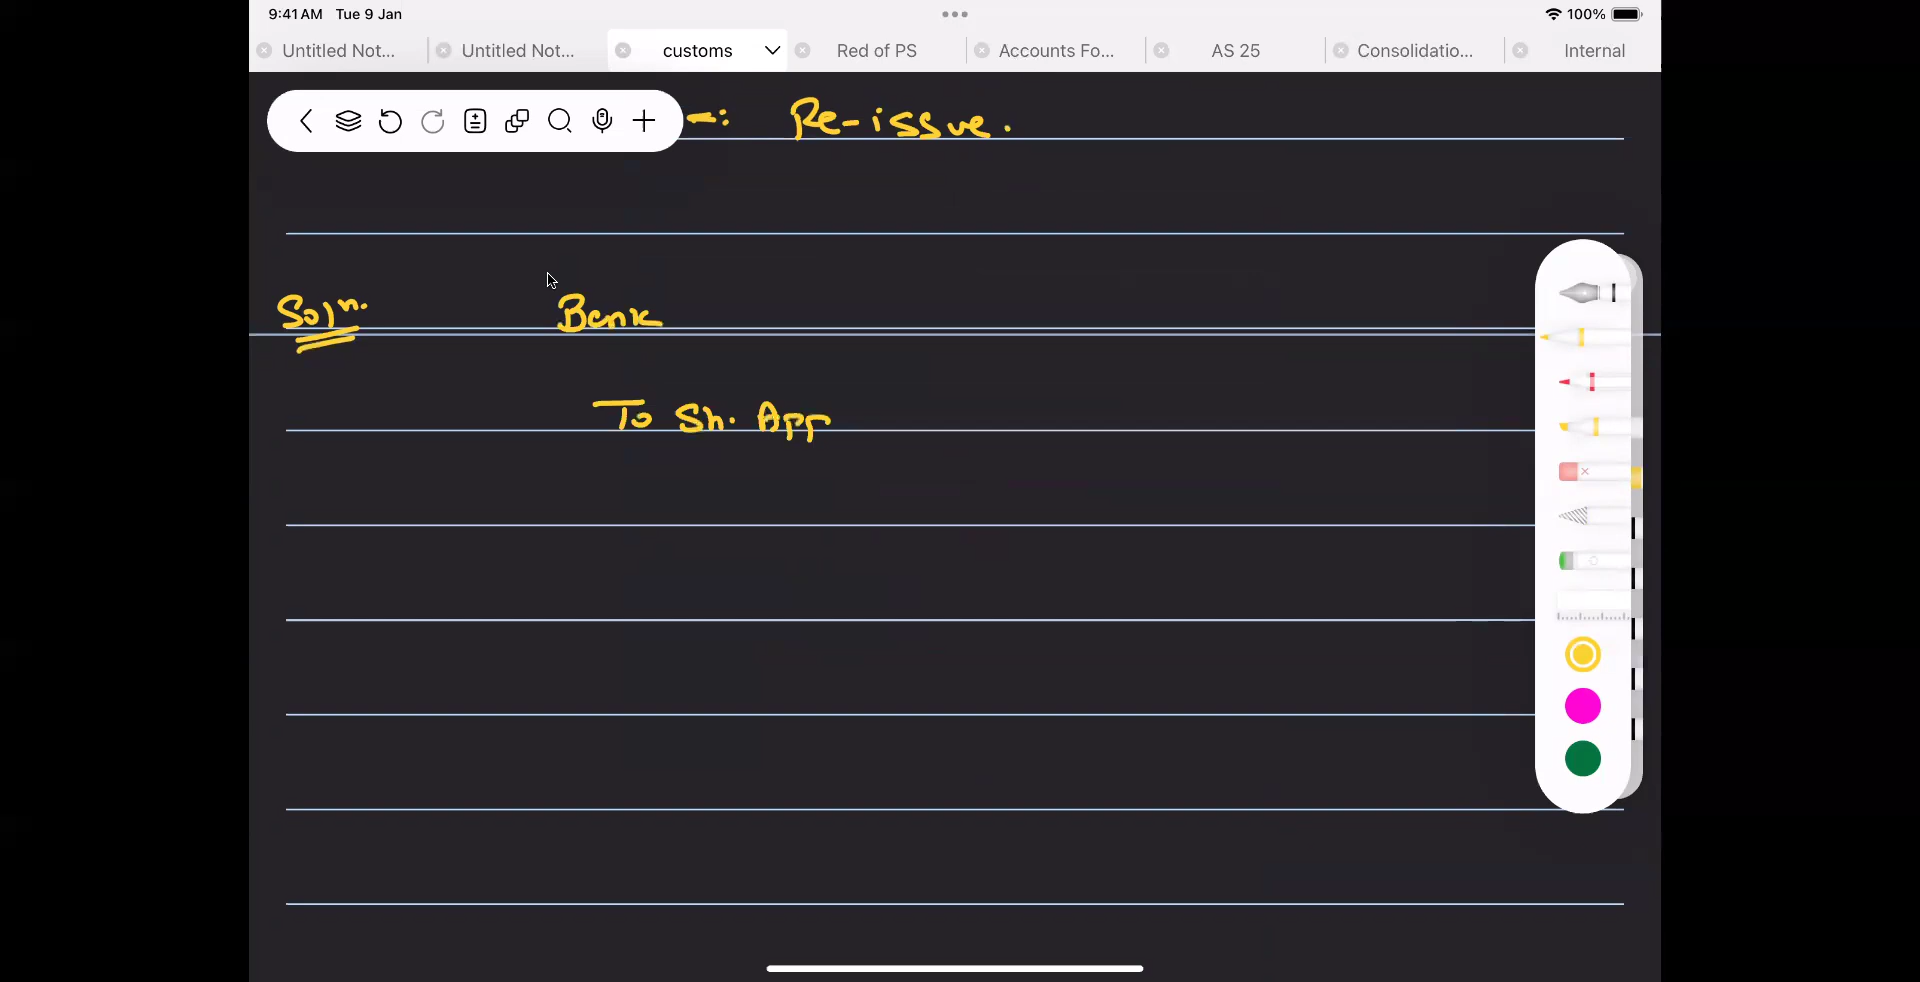 9:41 AM Tue 9 Jan 100%
Untitled Not... Untitled Not... customs Red of PS Accounts Fo... AS 25 Consolidatio... Internal
-: Re-issue.
Soln. Bank
To Sh. App